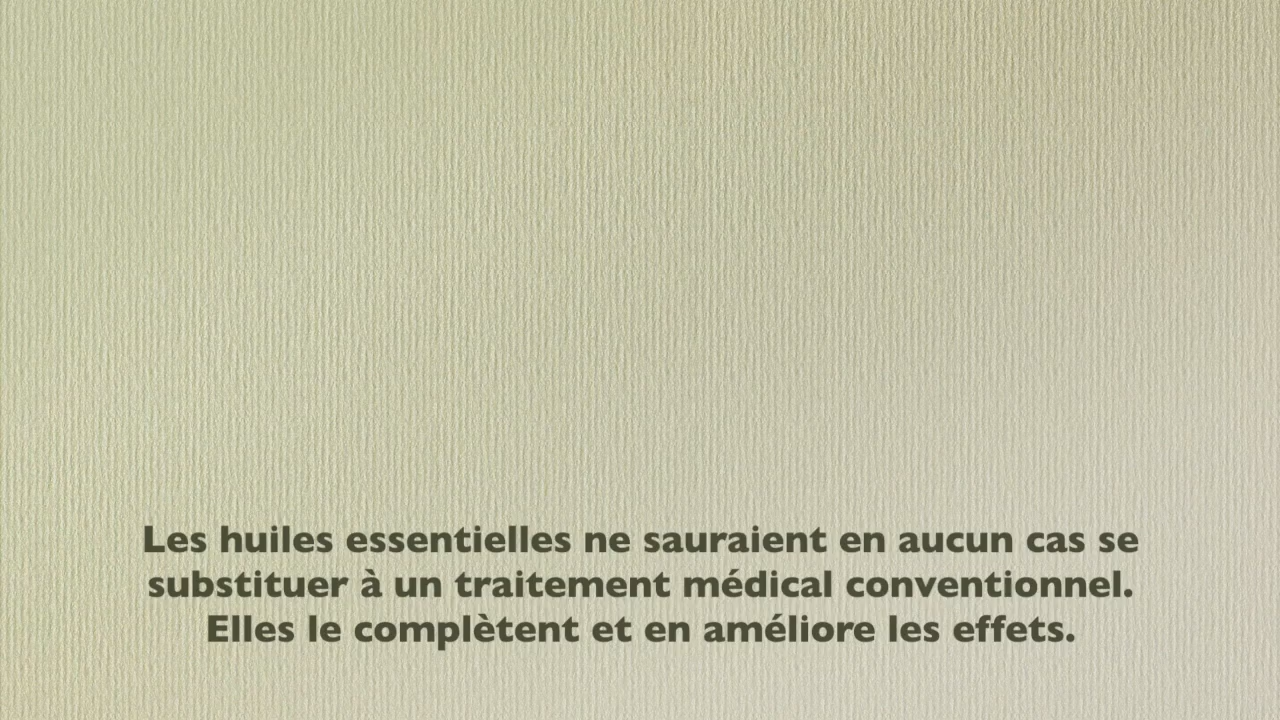 Les huiles essentielles ne sauraient en aucun cas se
substituer à un traitement médical conventionnel.
Elles le complètent et en améliore les effets.